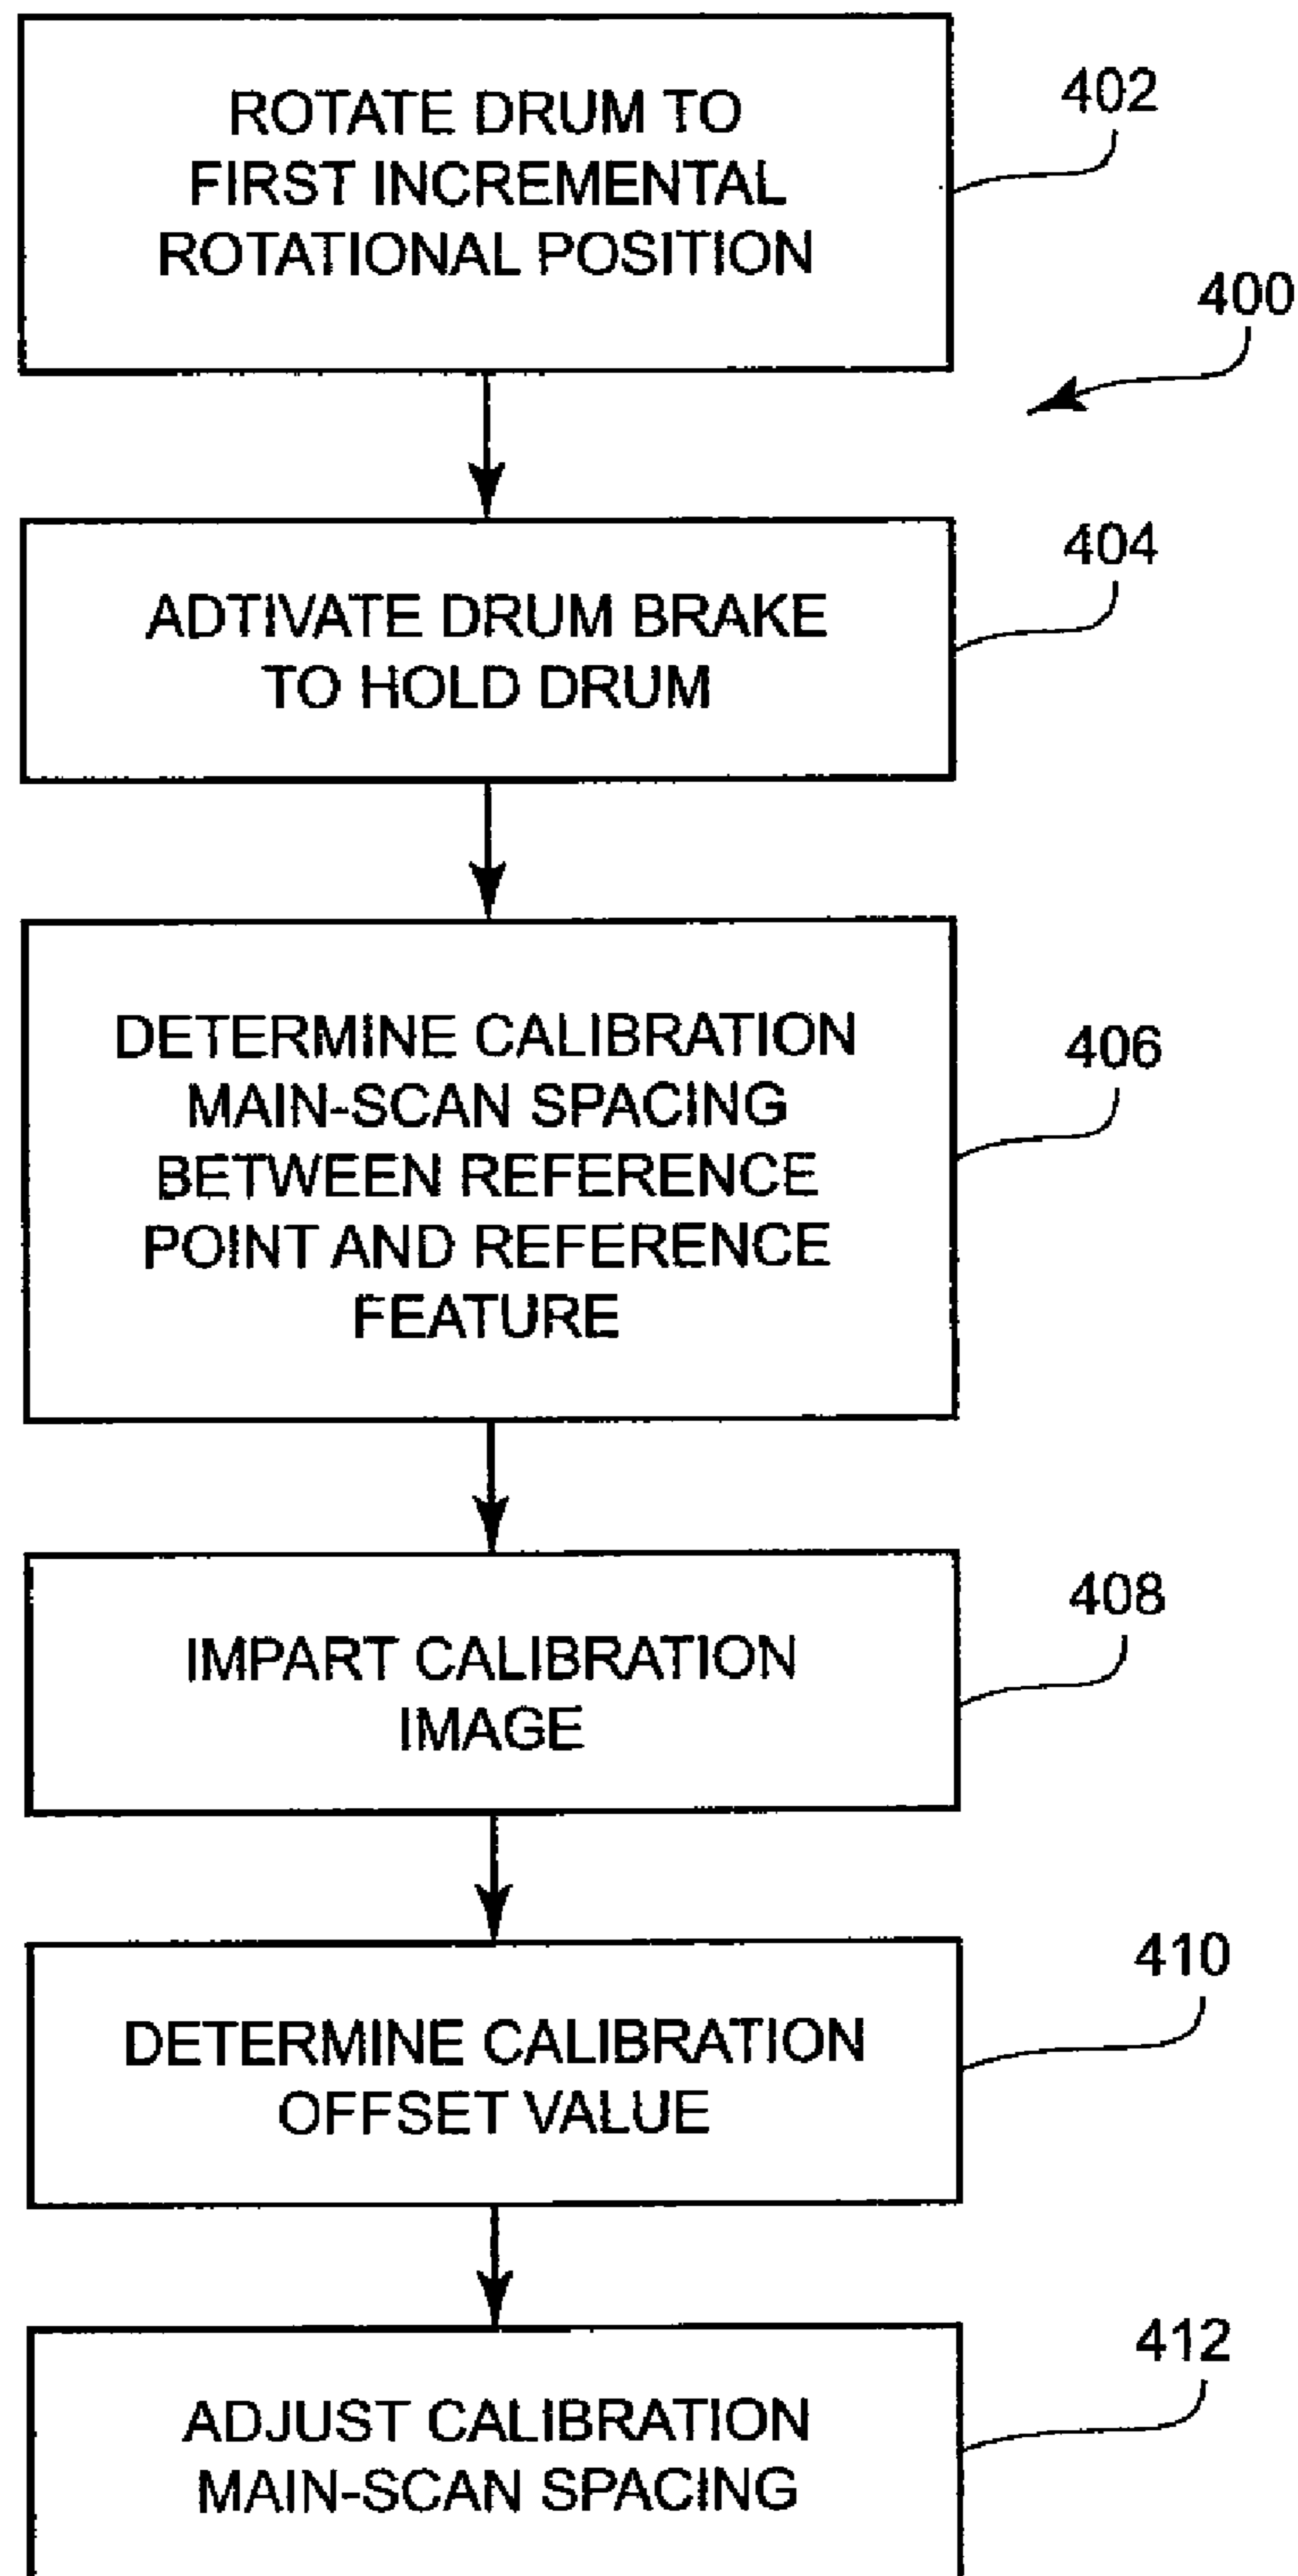 ROTATE DRUM TO
FIRST INCREMENTAL
ROTATIONAL POSITION
402
400
ADTIVATE DRUM BRAKE
TO HOLD DRUM
404
DETERMINE CALIBRATION
MAIN-SCAN SPACING
BETWEEN REFERENCE
POINT AND REFERENCE
FEATURE
406
IMPART CALIBRATION
IMAGE
408
DETERMINE CALIBRATION
OFFSET VALUE
410
ADJUST CALIBRATION
MAIN-SCAN SPACING
412